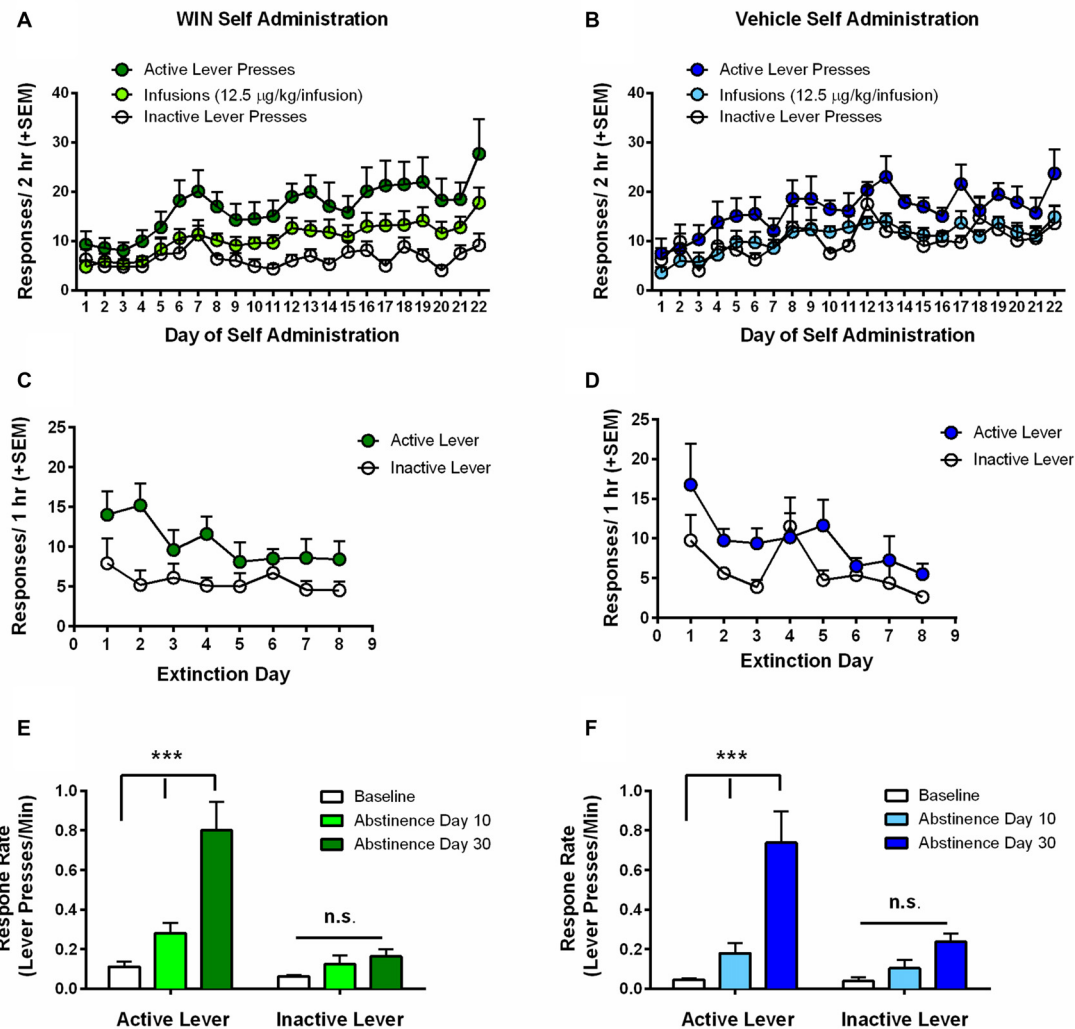 A
WIN Self Administration
Active Lever Presses
Infusions (12.5 µg/kg/infusion)
Inactive Lever Presses
Responses/ 2 hr (+SEM)
40
30
20
10
0
1 2 3 4 5 6 7 8 9 10 11 12 13 14 15 16 17 18 19 20 21 22
Day of Self Administration
B
Vehicle Self Administration
Active Lever Presses
Infusions (12.5 µg/kg/infusion)
Inactive Lever Presses
Responses/ 2 hr (+SEM)
40
30
20
10
0
1 2 3 4 5 6 7 8 9 10 11 12 13 14 15 16 17 18 19 20 21 22
Day of Self Administration
C
Active Lever
Inactive Lever
Responses/ 1 hr (+SEM)
25
20
15
10
5
0
0 1 2 3 4 5 6 7 8 9
Extinction Day
D
Active Lever
Inactive Lever
Responses/ 1 hr (+SEM)
25
20
15
10
5
0
0 1 2 3 4 5 6 7 8 9
Extinction Day
E
***
Baseline
Abstinence Day 10
Abstinence Day 30
n.s.
Respone Rate
(Lever Presses/Min)
1.0
0.8
0.6
0.4
0.2
0.0
Active Lever Inactive Lever
F
***
Baseline
Abstinence Day 10
Abstinence Day 30
n.s.
Respone Rate
(Lever Presses/Min)
1.0
0.8
0.6
0.4
0.2
0.0
Active Lever Inactive Lever